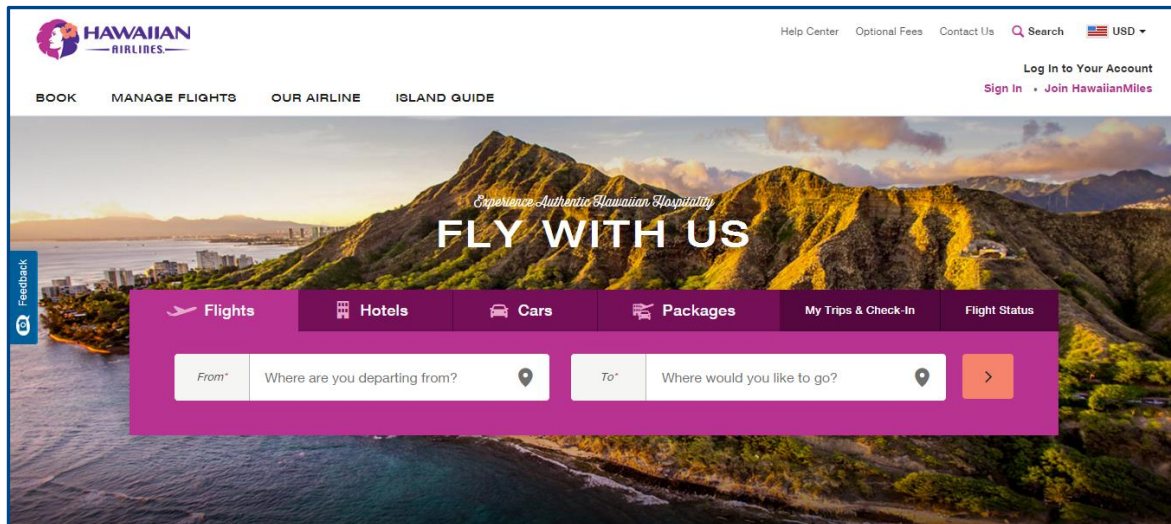 HAWAIIAN
AIRLINES.
Help Center Optional Fees Contact Us Search USD
Log In to Your Account
Sign In • Join HawaiianMiles
BOOK MANAGE FLIGHTS OUR AIRLINE ISLAND GUIDE
Experience Authentic Hawaiian Hospitality
FLY WITH US
Feedback
Flights Hotels Cars Packages My Trips & Check-In Flight Status
From* Where are you departing from? To* Where would you like to go?